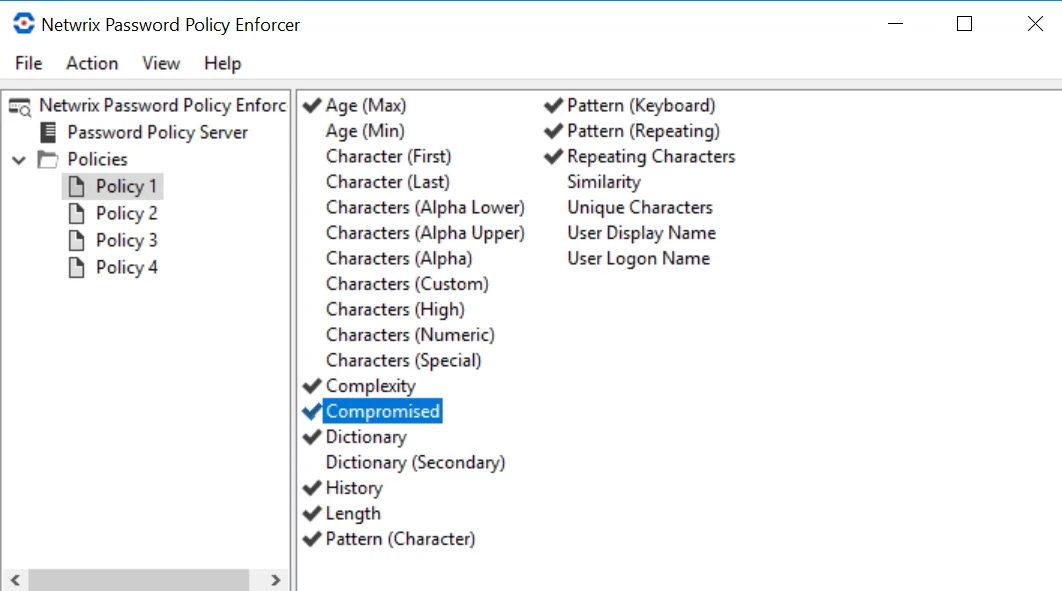 Netwrix Password Policy Enforcer
File Action View Help
Netwrix Password Policy Enforc
Password Policy Server
Policies
Policy 1
Policy 2
Policy 3
Policy 4
Age (Max)
Age (Min)
Character (First)
Character (Last)
Characters (Alpha Lower)
Characters (Alpha Upper)
Characters (Alpha)
Characters (Custom)
Characters (High)
Characters (Numeric)
Characters (Special)
Complexity
Compromised
Dictionary
Dictionary (Secondary)
History
Length
Pattern (Character)
Pattern (Keyboard)
Pattern (Repeating)
Repeating Characters
Similarity
Unique Characters
User Display Name
User Logon Name